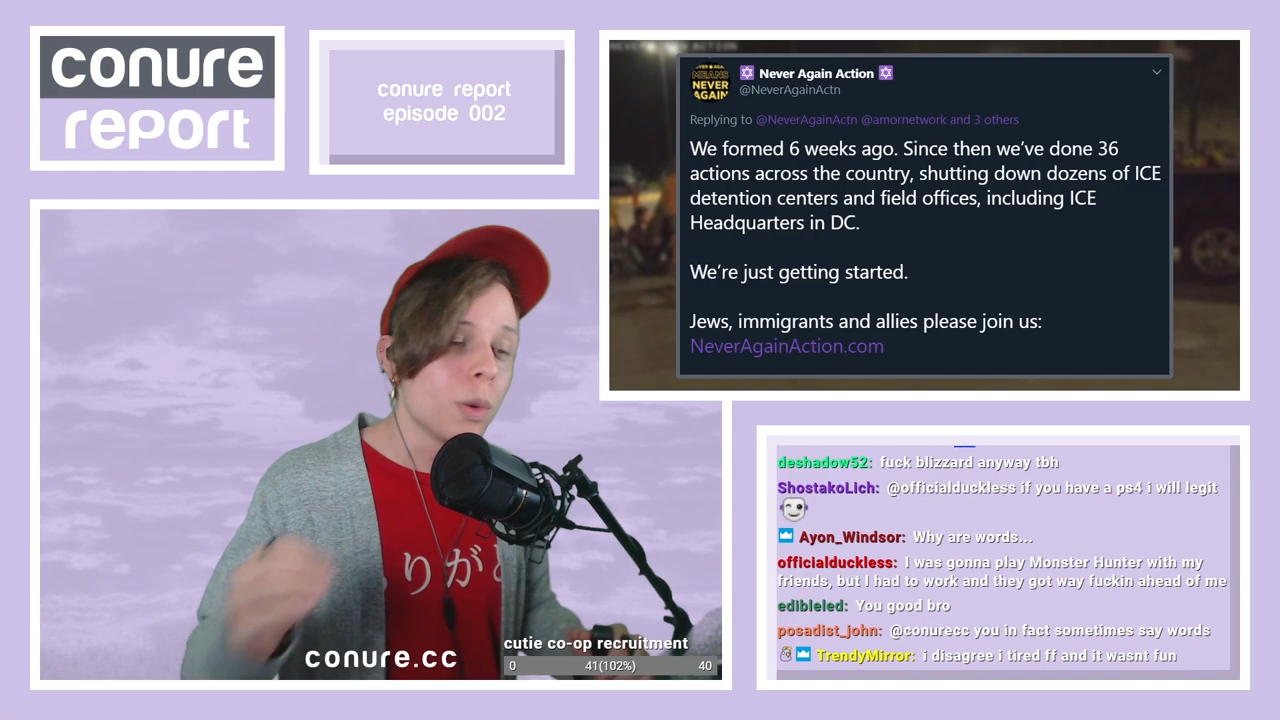 conure
report
conure report
episode 002
MEANS
NEVER
AGAIN
✡ Never Again Action ✡
@NeverAgainActn
Replying to @NeverAgainActn @amornetwork and 3 others
We formed 6 weeks ago. Since then we’ve done 36
actions across the country, shutting down dozens of ICE
detention centers and field offices, including ICE
Headquarters in DC.
We’re just getting started.
Jews, immigrants and allies please join us:
NeverAgainAction.com
りが
conure.cc
cutie co-op recruitment
0 41(102%) 40
deshadow52: fuck blizzard anyway tbh
ShostakoLich: @officialduckless if you have a ps4 i will legit
Ayon_Windsor: Why are words...
officialduckless: I was gonna play Monster Hunter with my
friends, but I had to work and they got way fuckin ahead of me
edibleled: You good bro
posadist_john: @conurecc you in fact sometimes say words
TrendyMirror: i disagree i tired ff and it wasnt fun